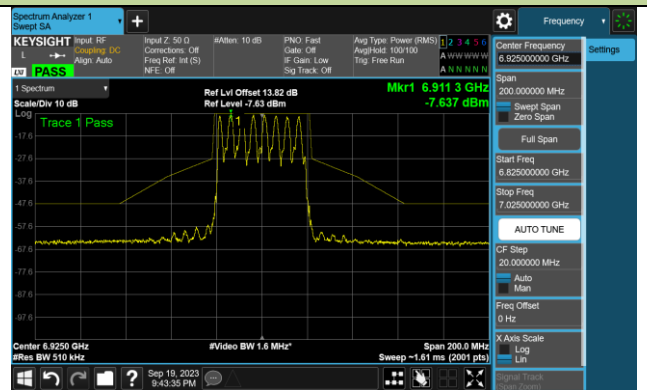 Spectrum Analyzer 1
Swept SA
+
Frequency
KEYSIGHT
L
LXI
PASS
Input: RF
Coupling: DC
Align: Auto
Input Z: 50 Ω
Corrections: Off
Freq Ref: Int (S)
NFE: Off
#Atten: 10 dB
PNO: Fast
Gate: Off
IF Gain: Low
Sig Track: Off
Avg Type: Power (RMS)
Avg|Hold: 100/100
Trig: Free Run
1 2 3 4 5 6
A W W W W W
A N N N N N
1 Spectrum
Scale/Div 10 dB
Ref Lvl Offset 13.82 dB
Ref Level -7.63 dBm
Mkr1 6.911 3 GHz
-7.637 dBm
Log
Trace 1 Pass
1
-17.6
-27.6
-37.6
-47.6
-57.6
-67.6
-77.6
-87.6
-97.6
Center 6.9250 GHz
#Res BW 510 kHz
#Video BW 1.6 MHz*
Span 200.0 MHz
Sweep ~1.61 ms (2001 pts)
Center Frequency
6.925000000 GHz
Settings
Span
200.000000 MHz
Swept Span
Zero Span
Full Span
Start Freq
6.825000000 GHz
Stop Freq
7.025000000 GHz
AUTO TUNE
CF Step
20.000000 MHz
Auto
Man
Freq Offset
0 Hz
X Axis Scale
Log
Lin
Signal Track
(Span Zoom)
?
Sep 19, 2023
9:43:35 PM